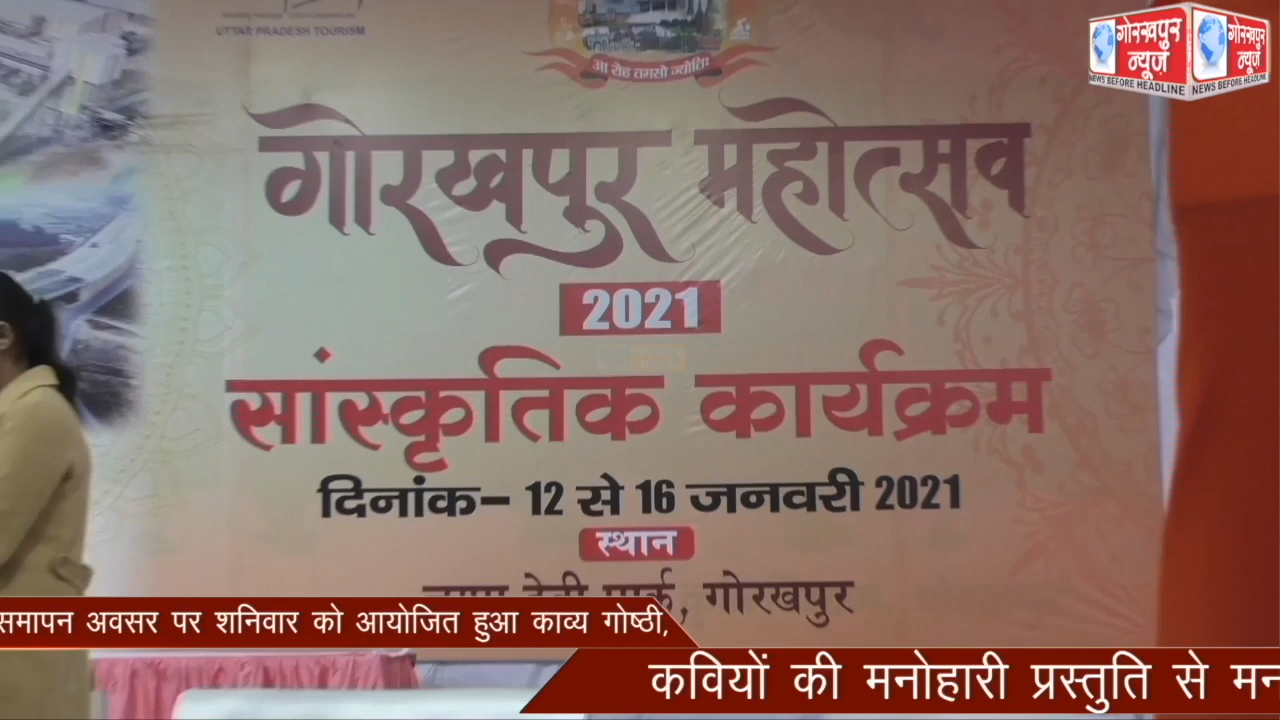 UTTAR PRADESH TOURISM
आ रोह तमसो ज्योतिः
गोरखपुर न्यूज़
NEWS BEFORE HEADLINE
गोरखपुर न्यूज़
NEWS BEFORE HEADLINE
गोरखपुर महोत्सव
2021
सांस्कृतिक कार्यक्रम
दिनांक- 12 से 16 जनवरी 2021
स्थान
पार्क, गोरखपुर
समापन अवसर पर शनिवार को आयोजित हुआ काव्य गोष्ठी,
कवियों की मनोहारी प्रस्तुति से मन